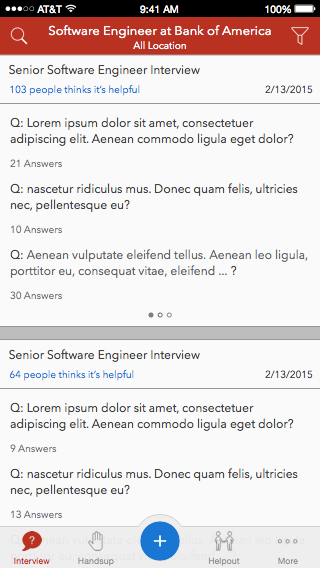 AT&T 9:41 AM 100%
Software Engineer at Bank of America
All Location
Senior Software Engineer Interview
103 people thinks it's helpful 2/13/2015
Q: Lorem ipsum dolor sit amet, consectetuer
adipiscing elit. Aenean commodo ligula eget dolor?
21 Answers
Q: nascetur ridiculus mus. Donec quam felis, ultricies
nec, pellentesque eu?
10 Answers
Q: Aenean vulputate eleifend tellus. Aenean leo ligula,
porttitor eu, consequat vitae, eleifend ... ?
30 Answers
Senior Software Engineer Interview
64 people thinks it's helpful 2/13/2015
Q: Lorem ipsum dolor sit amet, consectetuer
adipiscing elit. Aenean commodo ligula eget dolor?
9 Answers
Q: nascetur ridiculus mus. Donec quam felis, ultricies
nec, pellentesque eu?
13 Answers
Interview Handsup Helpout More